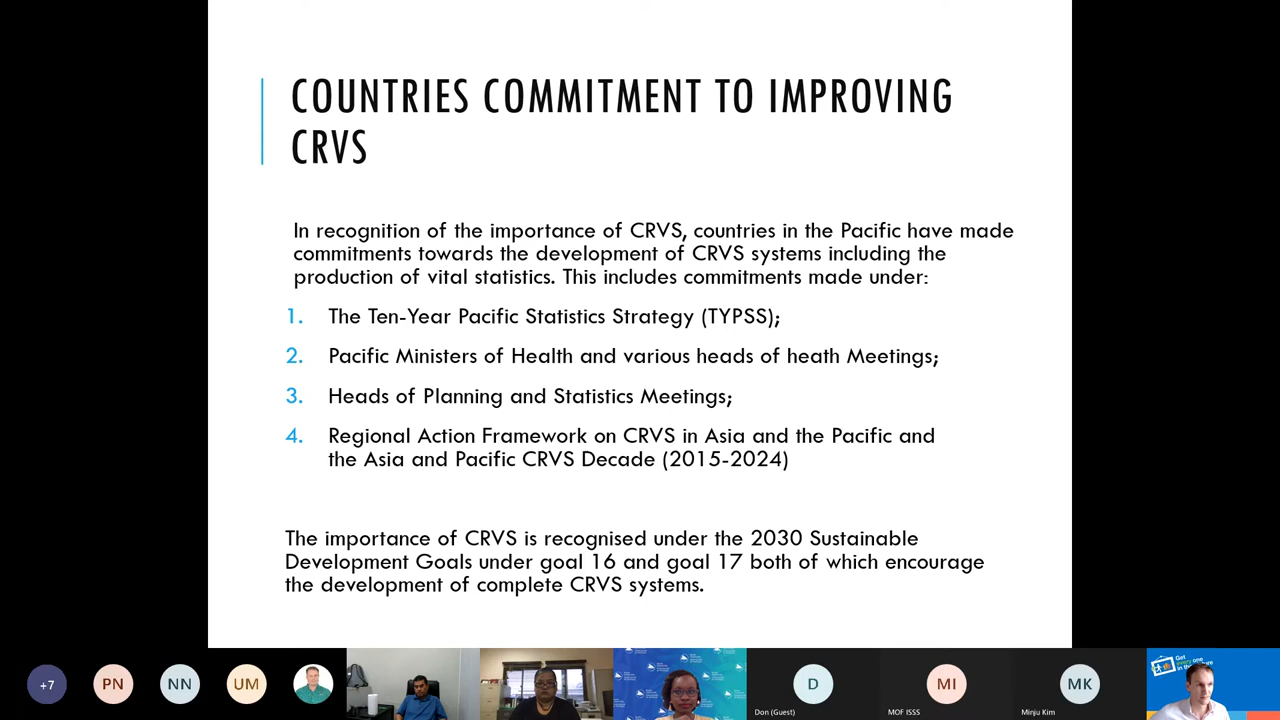 COUNTRIES COMMITMENT TO IMPROVING
CRVS
In recognition of the importance of CRVS, countries in the Pacific have made
commitments towards the development of CRVS systems including the
production of vital statistics. This includes commitments made under:
1. The Ten-Year Pacific Statistics Strategy (TYPSS);
2. Pacific Ministers of Health and various heads of heath Meetings;
3. Heads of Planning and Statistics Meetings;
4. Regional Action Framework on CRVS in Asia and the Pacific and
the Asia and Pacific CRVS Decade (2015-2024)
The importance of CRVS is recognised under the 2030 Sustainable
Development Goals under goal 16 and goal 17 both of which encourage
the development of complete CRVS systems.
+7
PN
NN
UM
D
Don (Guest)
MI
MOF ISSS
MK
Minju Kim
Get
every one
in the